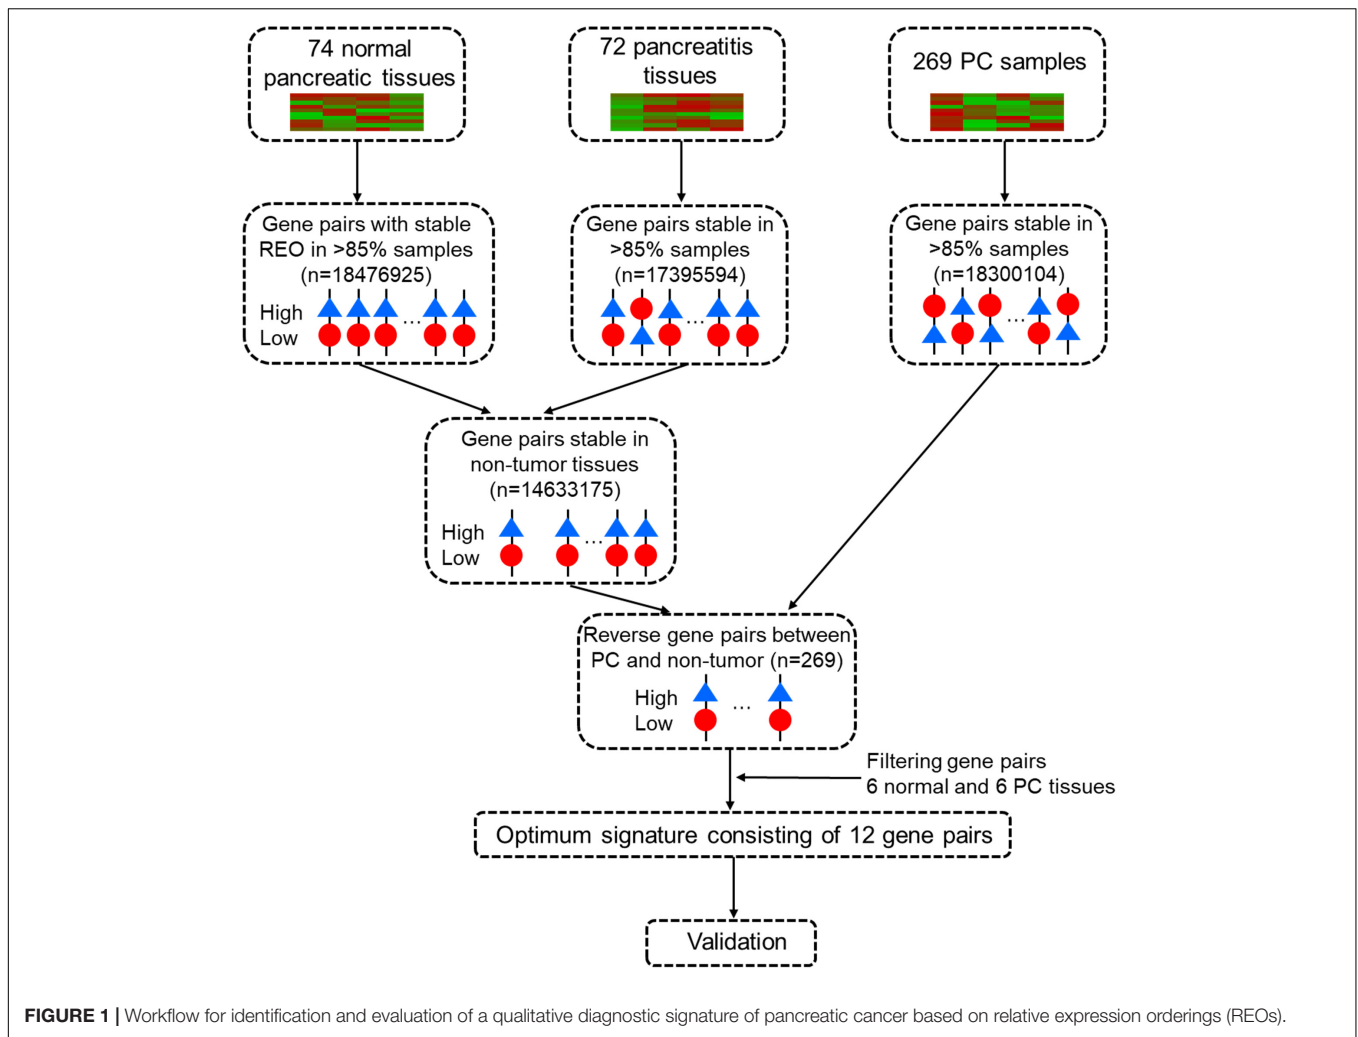 74 normal
pancreatic tissues
72 pancreatitis
tissues
269 PC samples
Gene pairs with stable
REO in >85% samples
(n=18476925)
High
Low
...
Gene pairs stable in
>85% samples
(n=17395594)
...
Gene pairs stable in
>85% samples
(n=18300104)
...
Gene pairs stable in
non-tumor tissues
(n=14633175)
High
Low
...
Reverse gene pairs between
PC and non-tumor (n=269)
High
Low
...
Filtering gene pairs
6 normal and 6 PC tissues
Optimum signature consisting of 12 gene pairs
Validation
FIGURE 1 | Workflow for identification and evaluation of a qualitative diagnostic signature of pancreatic cancer based on relative expression orderings (REOs).